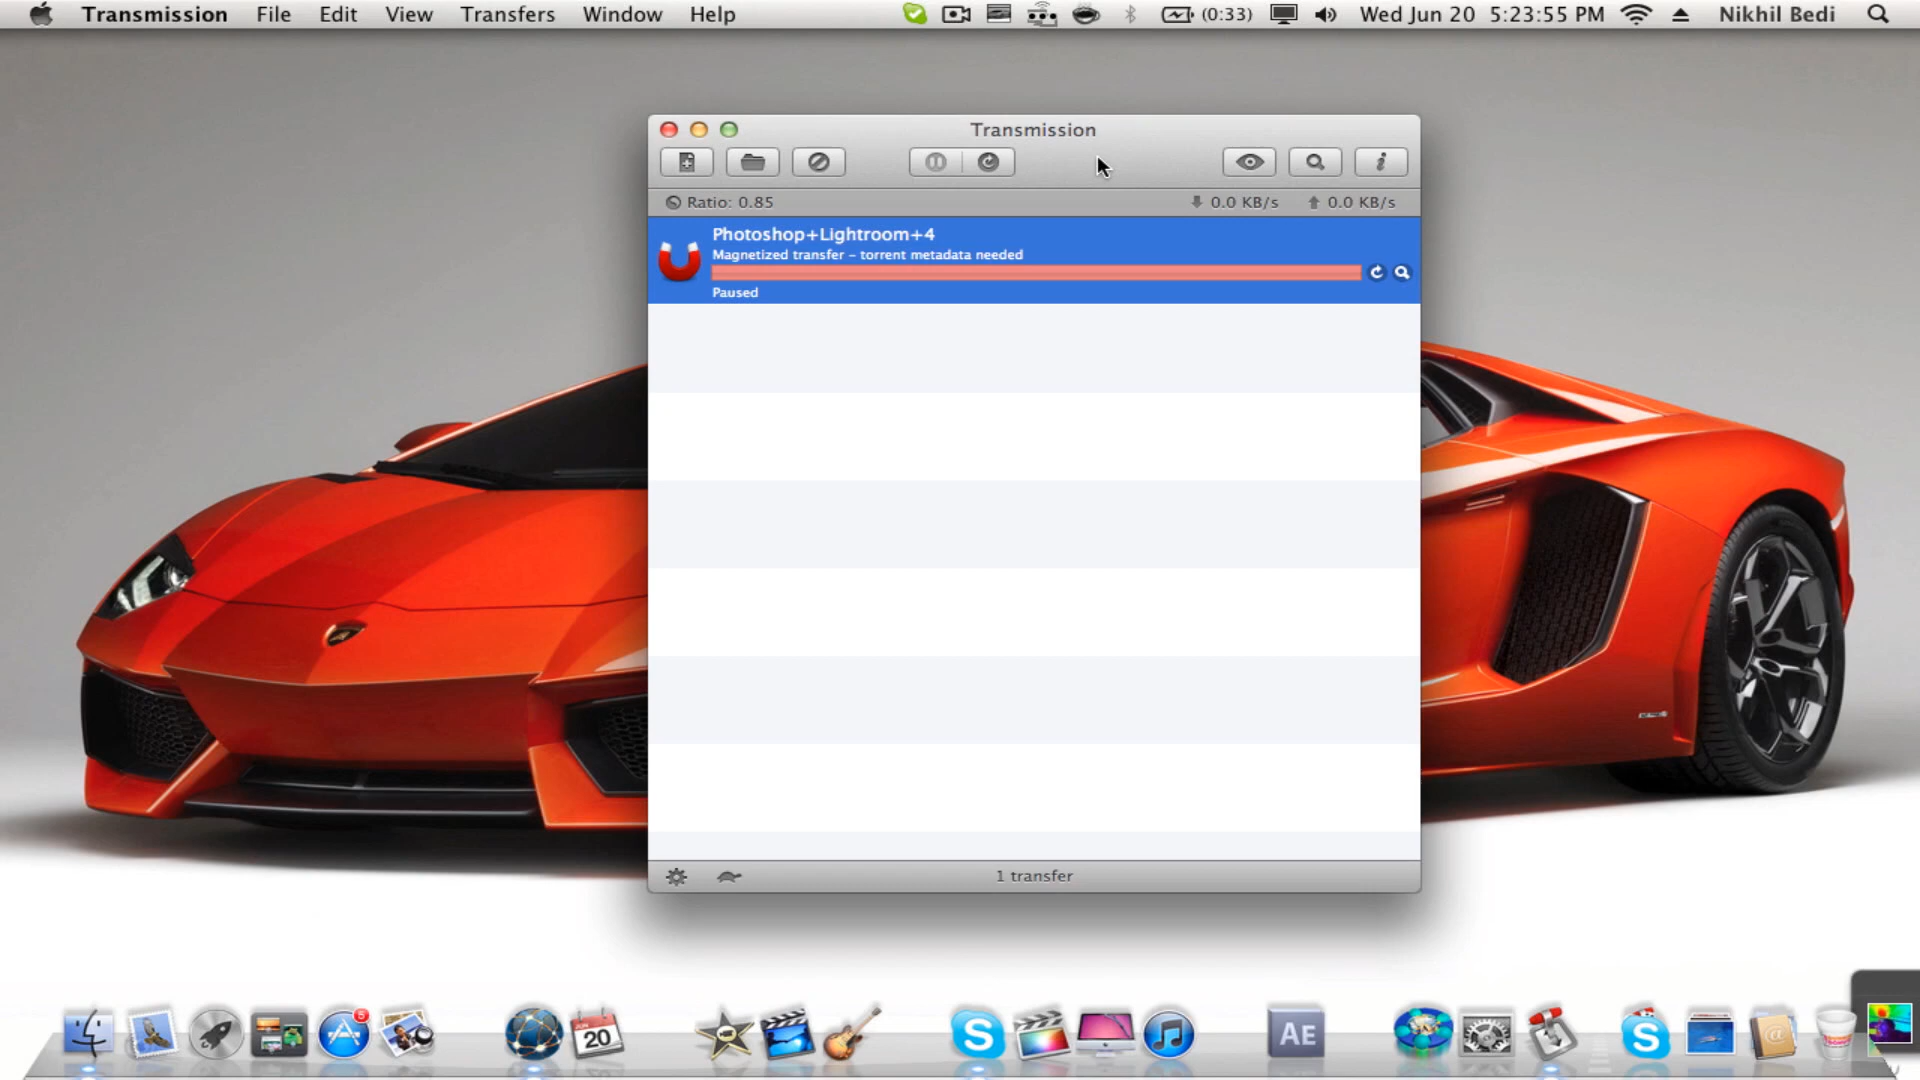 Transmission File Edit View Transfers Window Help (0:33) Wed Jun 20 5:23:55 PM Nikhil Bedi
Transmission
Ratio: 0.85 0.0 KB/s 0.0 KB/s
Photoshop+Lightroom+4
Magnetized transfer - torrent metadata needed
Paused
1 transfer
5
20
AE